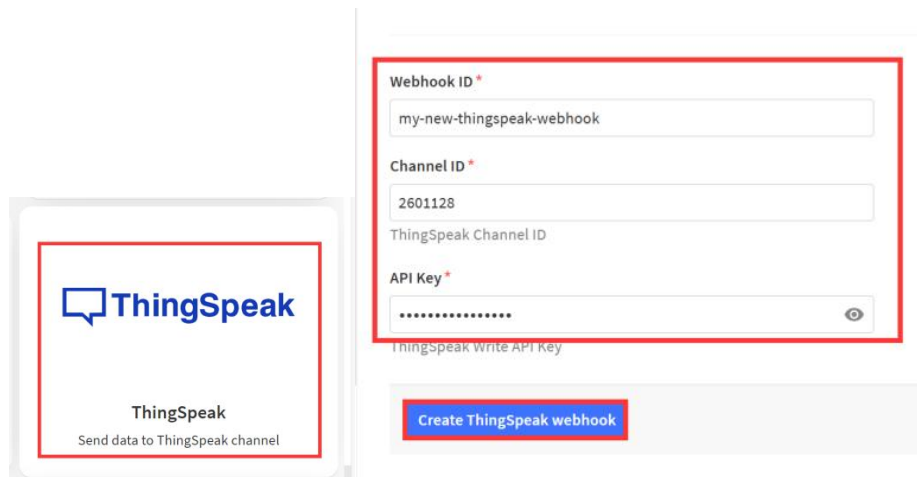 ThingSpeak
ThingSpeak
Send data to ThingSpeak channel
Webhook ID *
my-new-thingspeak-webhook
Channel ID *
2601128
ThingSpeak Channel ID
API Key *
••••••••••••••••
ThingSpeak Write API Key
Create ThingSpeak webhook